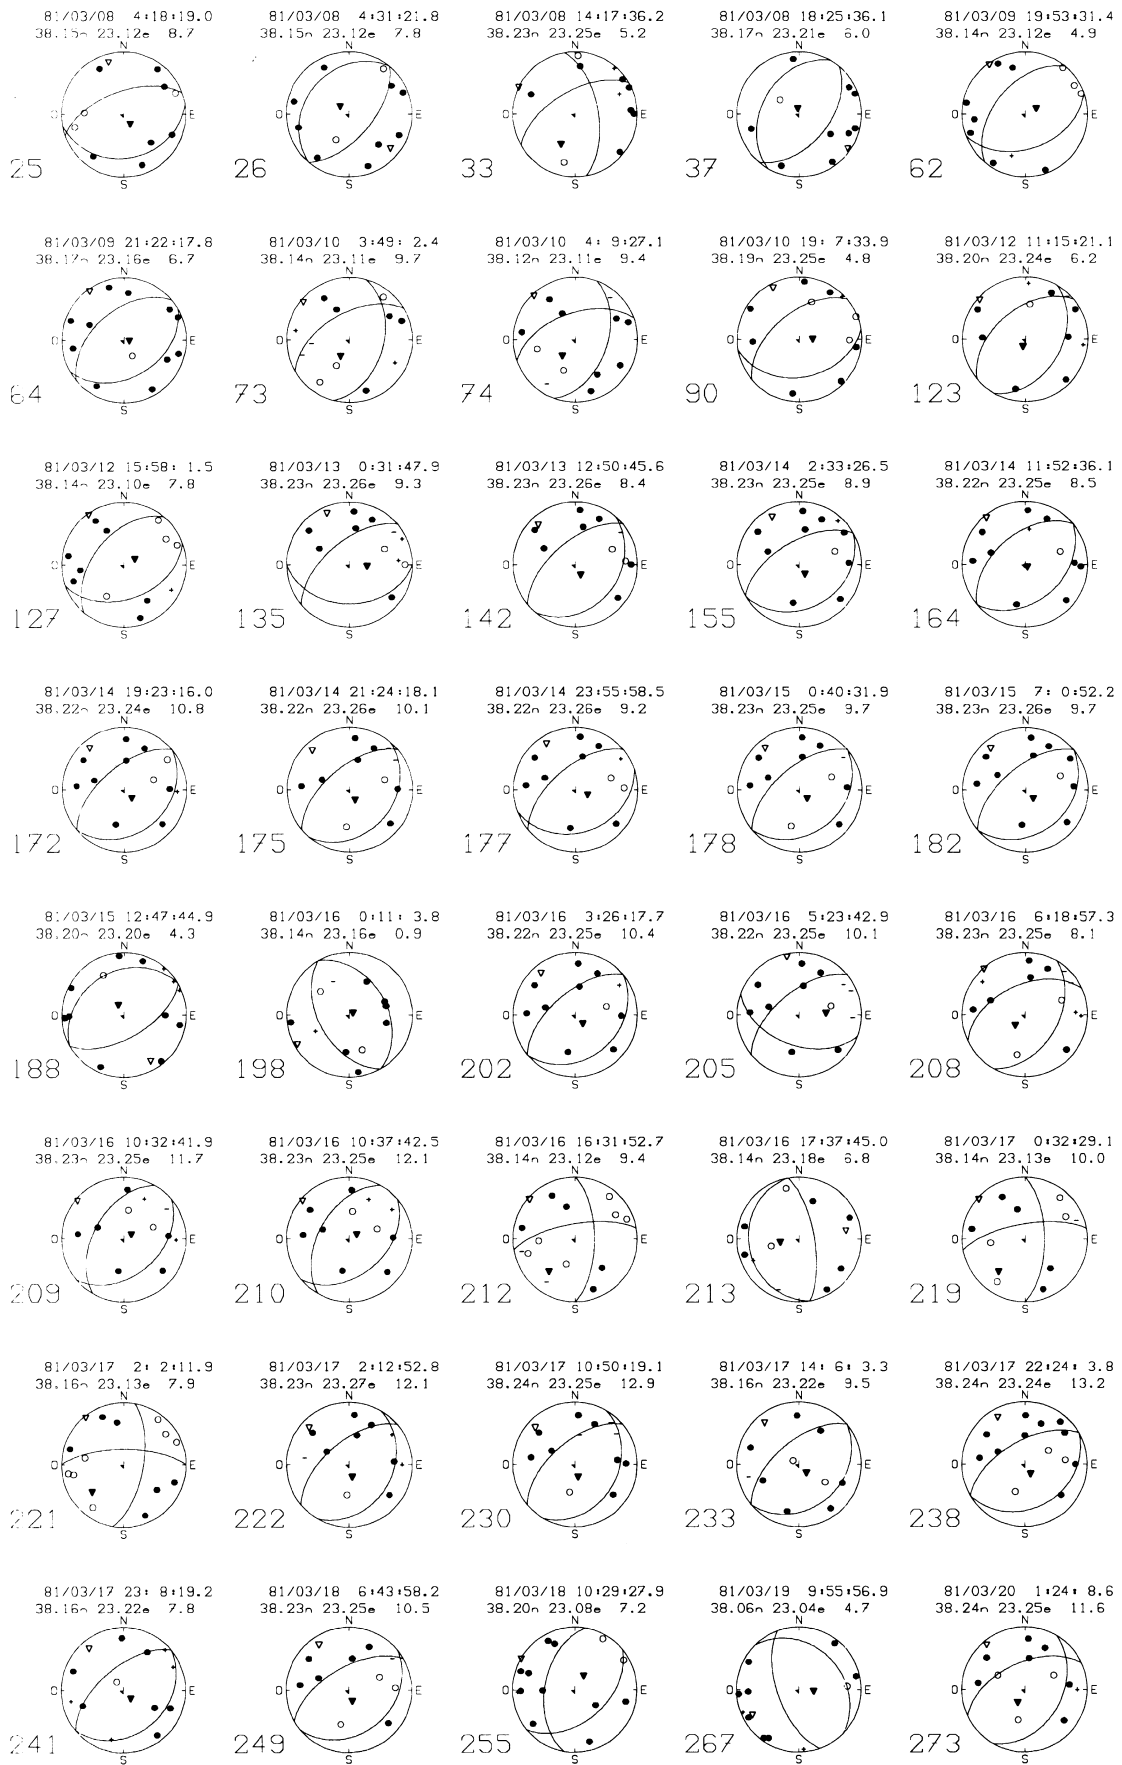 81/03/08 4:18:19.0
38.15n 23.12e 8.7
N
O E
25
S
81/03/08 4:31:21.8
38.15n 23.12e 7.8
N
O E
26
S
81/03/08 14:17:36.2
38.23n 23.25e 5.2
N
O E
33
S
81/03/08 18:25:36.1
38.17n 23.21e 6.0
N
O E
37
S
81/03/09 19:53:31.4
38.14n 23.12e 4.9
N
O E
62
S
81/03/09 21:22:17.8
38.17n 23.16e 6.7
N
O E
64
S
81/03/10 3:49: 2.4
38.14n 23.11e 9.7
N
O E
73
S
81/03/10 4: 9:27.1
38.12n 23.11e 9.4
N
O E
74
S
81/03/10 19: 7:33.9
38.19n 23.25e 4.8
N
O E
90
S
81/03/12 11:15:21.1
38.20n 23.24e 6.2
N
O E
123
S
81/03/12 15:58: 1.5
38.14n 23.10e 7.8
N
O E
127
S
81/03/13 0:31:47.9
38.23n 23.26e 9.3
N
O E
135
S
81/03/13 12:50:45.6
38.23n 23.26e 8.4
N
O E
142
S
81/03/14 2:33:26.5
38.23n 23.25e 8.9
N
O E
155
S
81/03/14 11:52:36.1
38.22n 23.25e 8.5
N
O E
164
S
81/03/14 19:23:16.0
38.22n 23.24e 10.8
N
O E
172
S
81/03/14 21:24:18.1
38.22n 23.26e 10.1
N
O E
175
S
81/03/14 23:55:58.5
38.22n 23.26e 9.2
N
O E
177
S
81/03/15 0:40:31.9
38.23n 23.25e 9.7
N
O E
178
S
81/03/15 7: 0:52.2
38.23n 23.26e 9.7
N
O E
182
S
81/03/15 12:47:44.9
38.20n 23.20e 4.3
N
O E
188
S
81/03/16 0:11: 3.8
38.14n 23.16e 0.9
N
O E
198
S
81/03/16 3:26:17.7
38.22n 23.25e 10.4
N
O E
202
S
81/03/16 5:23:42.9
38.22n 23.25e 10.1
N
O E
205
S
81/03/16 6:18:57.3
38.23n 23.25e 8.1
N
O E
208
S
81/03/16 10:32:41.9
38.23n 23.25e 11.7
N
O E
209
S
81/03/16 10:37:42.5
38.23n 23.25e 12.1
N
O E
210
S
81/03/16 16:31:52.7
38.14n 23.12e 9.4
N
O E
212
S
81/03/16 17:37:45.0
38.14n 23.18e 6.8
N
O E
213
S
81/03/17 0:32:29.1
38.14n 23.13e 10.0
N
O E
219
S
81/03/17 2: 2:11.9
38.16n 23.13e 7.9
N
O E
221
S
81/03/17 2:12:52.8
38.23n 23.27e 12.1
N
O E
222
S
81/03/17 10:50:19.1
38.24n 23.25e 12.9
N
O E
230
S
81/03/17 14: 6: 3.3
38.16n 23.22e 9.5
N
O E
233
S
81/03/17 22:24: 3.8
38.24n 23.24e 13.2
N
O E
238
S
81/03/17 23: 8:19.2
38.16n 23.22e 7.8
N
O E
241
S
81/03/18 6:43:58.2
38.23n 23.25e 10.5
N
O E
249
S
81/03/18 10:29:27.9
38.20n 23.08e 7.2
N
O E
255
S
81/03/19 9:55:56.9
38.06n 23.04e 4.7
N
O E
267
S
81/03/20 1:24: 8.6
38.24n 23.25e 11.6
N
O E
273
S